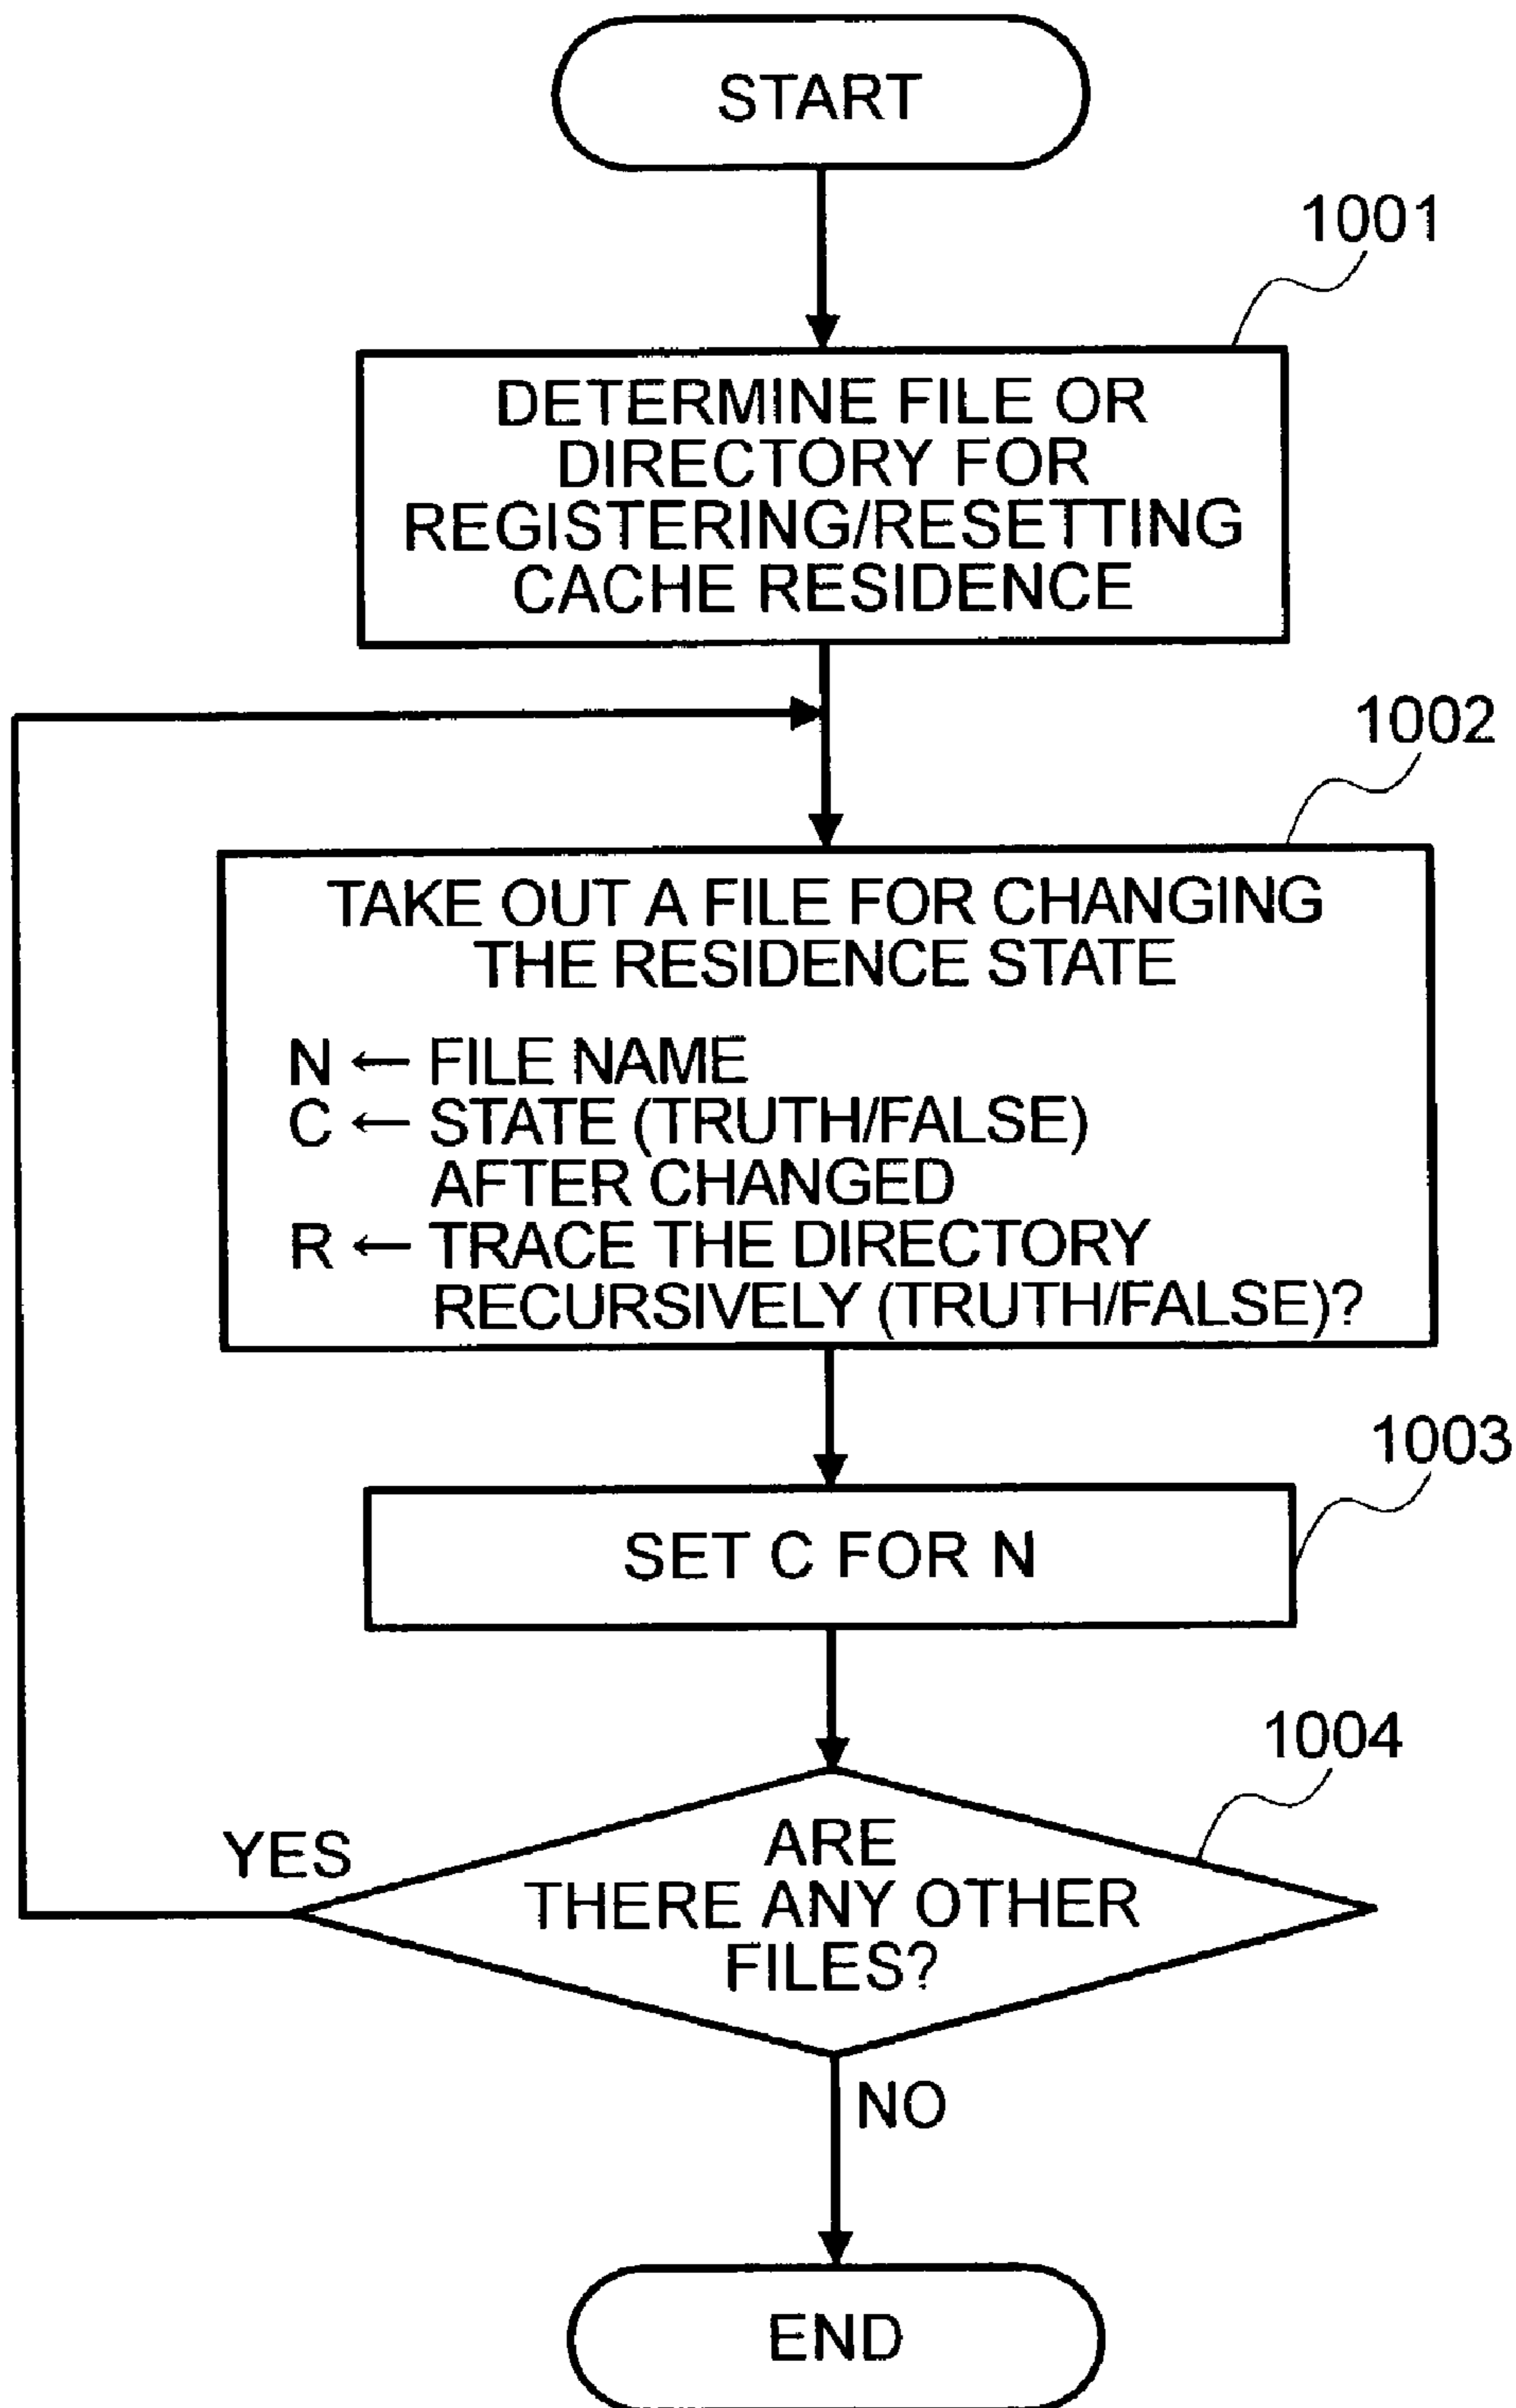 START
1001
DETERMINE FILE OR
DIRECTORY FOR
REGISTERING/RESETTING
CACHE RESIDENCE
1002
TAKE OUT A FILE FOR CHANGING
THE RESIDENCE STATE
N ← FILE NAME
C ← STATE (TRUTH/FALSE)
AFTER CHANGED
R ← TRACE THE DIRECTORY
RECURSIVELY (TRUTH/FALSE)?
1003
SET C FOR N
1004
YES
ARE
THERE ANY OTHER
FILES?
NO
END